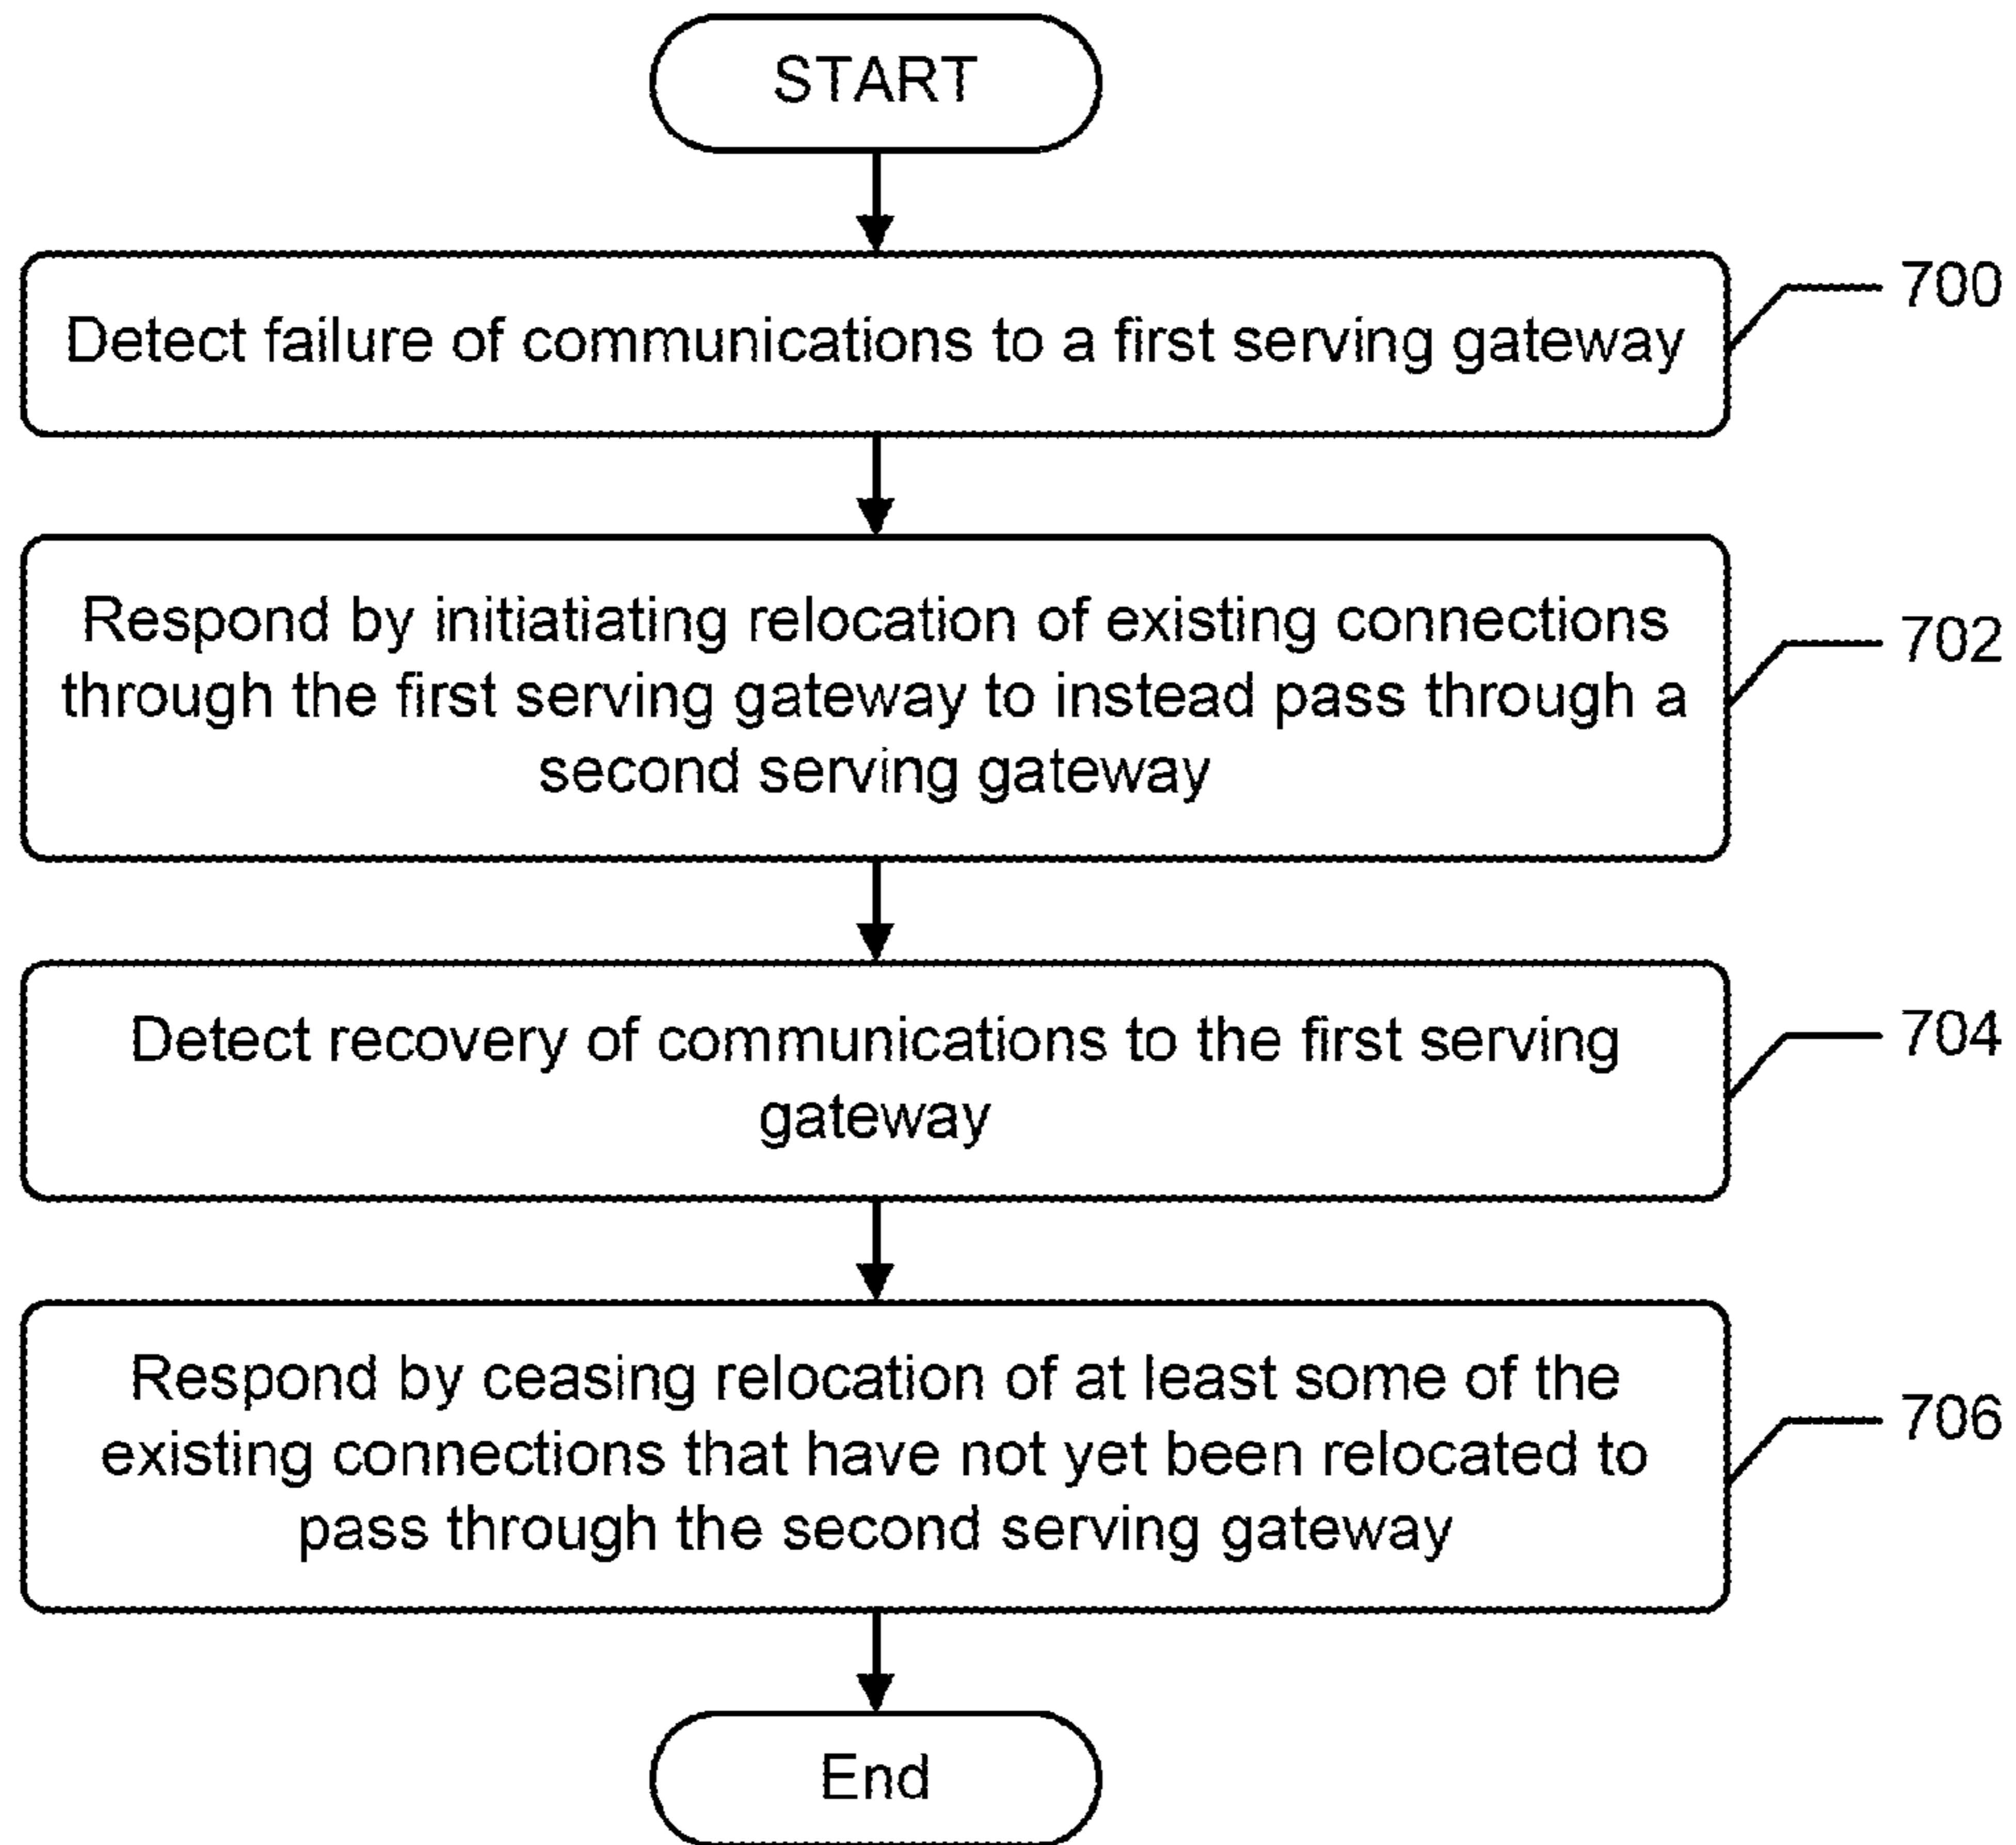 START
Detect failure of communications to a first serving gateway
700
Respond by initiatiating relocation of existing connections
through the first serving gateway to instead pass through a
second serving gateway
702
Detect recovery of communications to the first serving
gateway
704
Respond by ceasing relocation of at least some of the
existing connections that have not yet been relocated to
pass through the second serving gateway
706
End